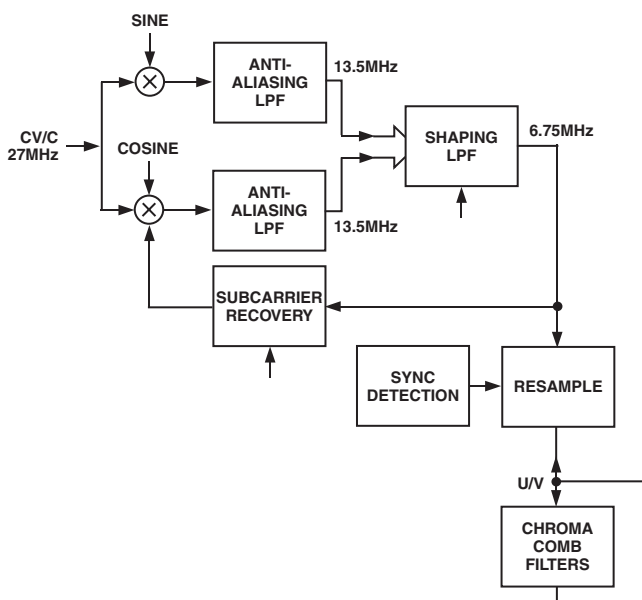 SINE
ANTI-
ALIASING
LPF
13.5MHz
CV/C
27MHz
COSINE
SHAPING
LPF
6.75MHz
ANTI-
ALIASING
LPF
13.5MHz
SUBCARRIER
RECOVERY
SYNC
DETECTION
RESAMPLE
U/V
CHROMA
COMB
FILTERS